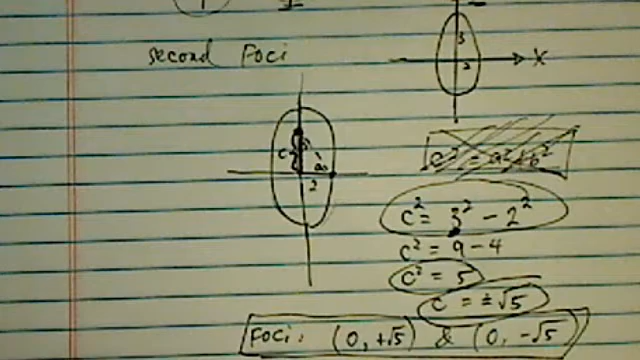 1
3
2
X
second Foci
c
2
c² = a² + b²
c² = 3² - 2²
c² = 9 - 4
c² = 5
c = ±√5
Foci: (0, +√5) & (0, -√5)